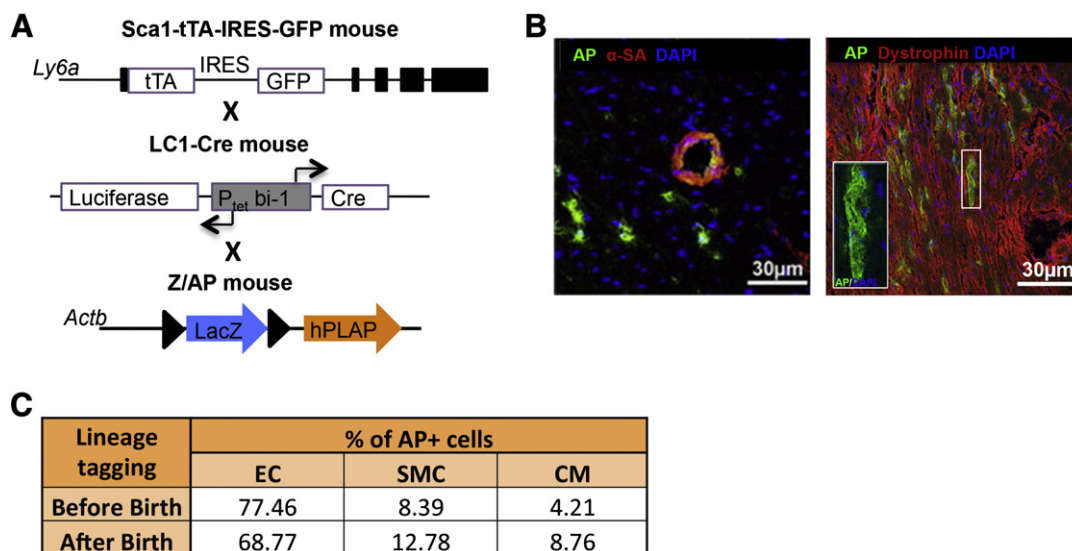 A
Sca1-tTA-IRES-GFP mouse
Ly6a
tTA
IRES
GFP
X
LC1-Cre mouse
Luciferase
Ptet bi-1
Cre
X
Z/AP mouse
Actb
LacZ
hPLAP
B
AP α-SA DAPI
30µm
AP Dystrophin DAPI
AP/DAPI
30µm
C
Lineage tagging
% of AP+ cells
EC SMC CM
Before Birth 77.46 8.39 4.21
After Birth 68.77 12.78 8.76